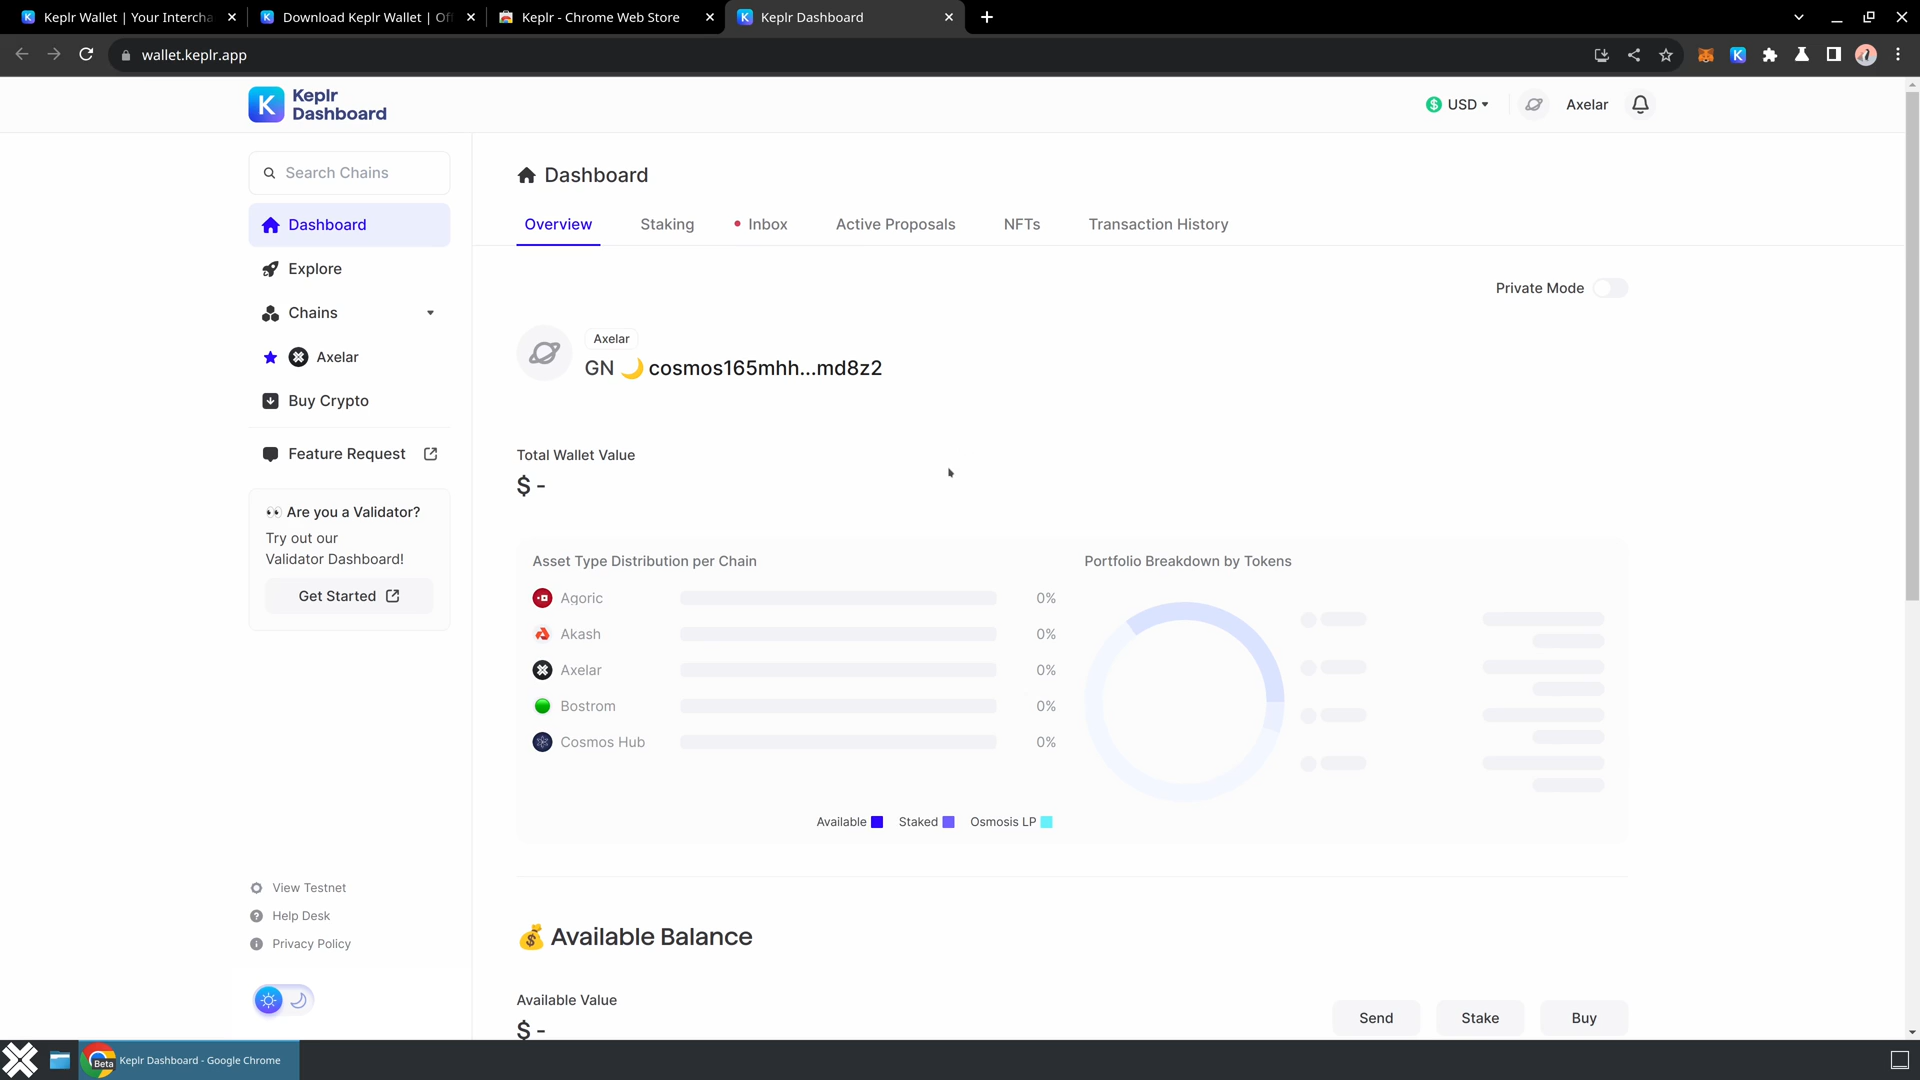 Keplr Wallet | Your Intercha
Download Keplr Wallet | Off
Keplr - Chrome Web Store
Keplr Dashboard
wallet.keplr.app
Keplr
Dashboard
USD
Axelar
Search Chains
Dashboard
Explore
Chains
Axelar
Buy Crypto
Feature Request
👀 Are you a Validator?
Try out our
Validator Dashboard!
Get Started
View Testnet
Help Desk
Privacy Policy
Dashboard
Overview
Staking
Inbox
Active Proposals
NFTs
Transaction History
Private Mode
Axelar
GN 🌙 cosmos165mhh...md8z2
Total Wallet Value
$ -
Asset Type Distribution per Chain
Agoric 0%
Akash 0%
Axelar 0%
Bostrom 0%
Cosmos Hub 0%
Available Staked Osmosis LP
Portfolio Breakdown by Tokens
💰 Available Balance
Available Value
$ -
Send
Stake
Buy
Beta
Keplr Dashboard - Google Chrome